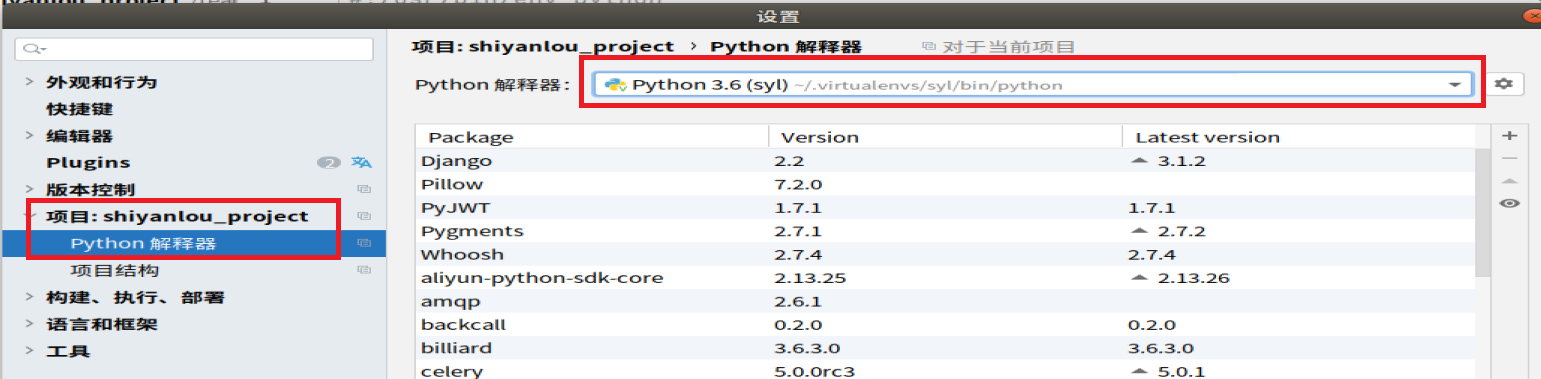 设置
项目: shiyanlou_project › Python 解释器 对于当前项目
Python 解释器: Python 3.6 (syl) ~/.virtualenvs/syl/bin/python
外观和行为
快捷键
编辑器
Plugins 2
版本控制
项目: shiyanlou_project
Python 解释器
项目结构
构建、执行、部署
语言和框架
工具
Package Version Latest version
Django 2.2 3.1.2
Pillow 7.2.0
PyJWT 1.7.1 1.7.1
Pygments 2.7.1 2.7.2
Whoosh 2.7.4 2.7.4
aliyun-python-sdk-core 2.13.25 2.13.26
amqp 2.6.1
backcall 0.2.0 0.2.0
billiard 3.6.3.0 3.6.3.0
celery 5.0.0rc3 5.0.1